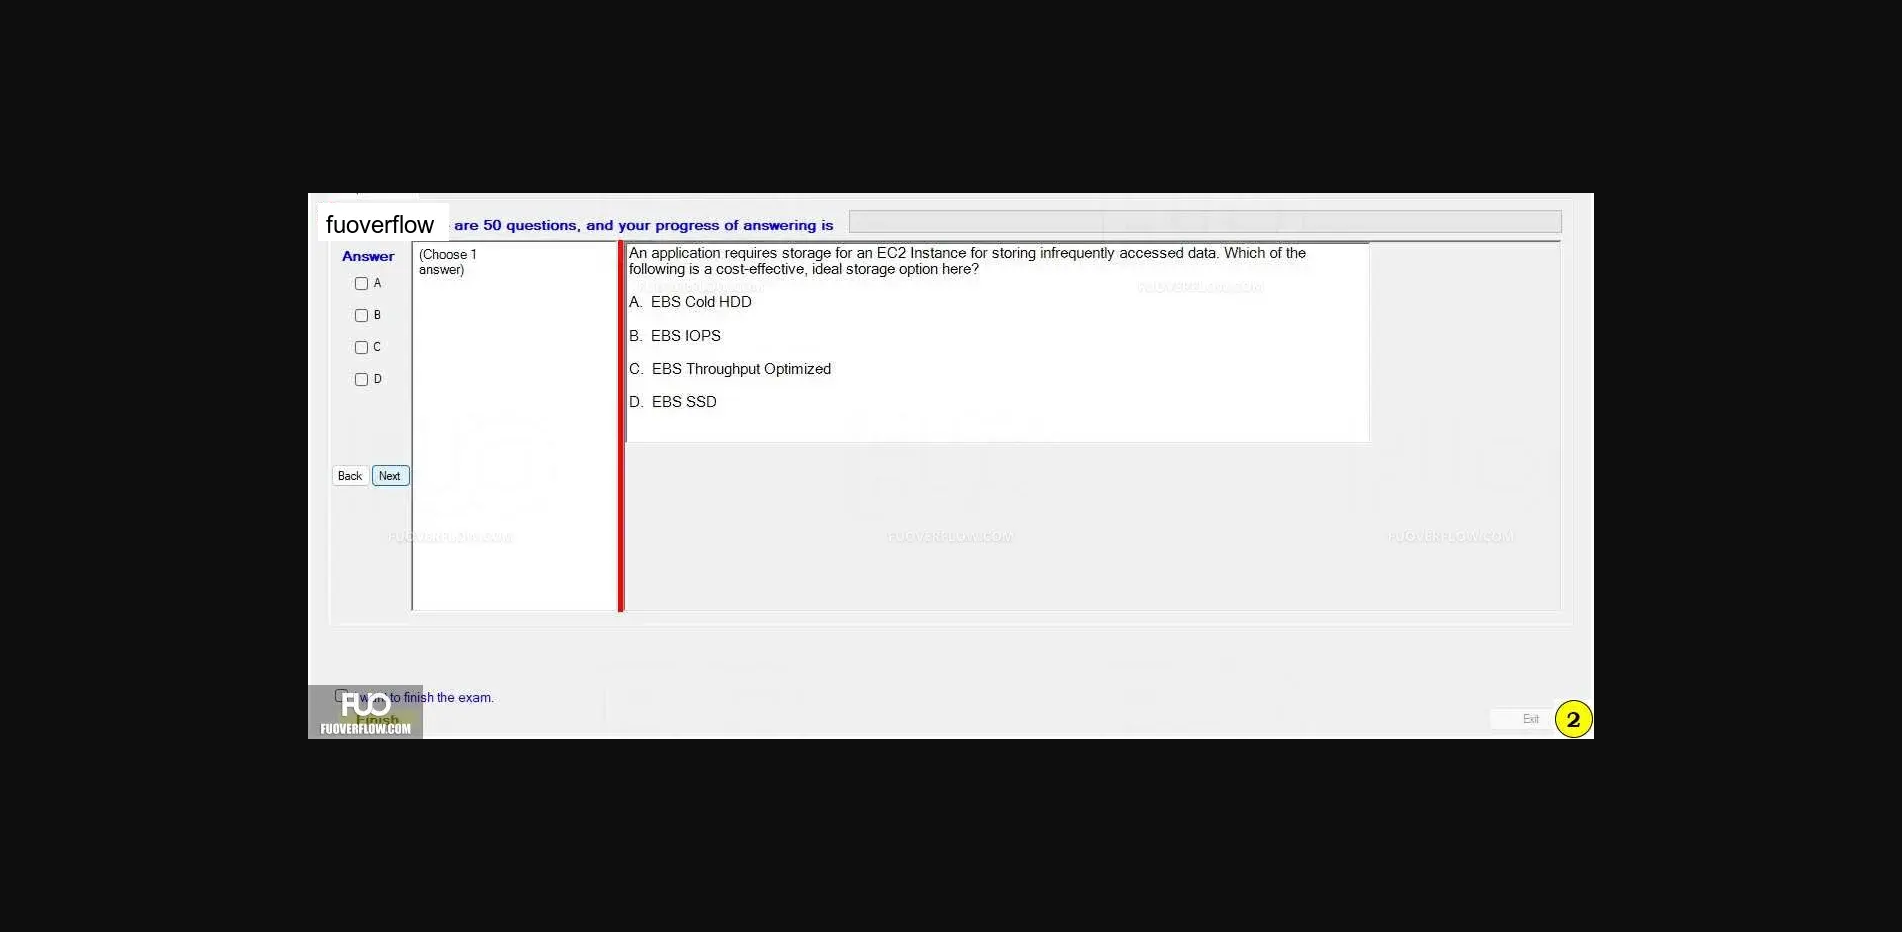 fuoverflow are 50 questions, and your progress of answering is
Answer
(Choose 1
answer)
A
B
C
D
Back Next
An application requires storage for an EC2 Instance for storing infrequently accessed data. Which of the
following is a cost-effective, ideal storage option here?
A. EBS Cold HDD
B. EBS IOPS
C. EBS Throughput Optimized
D. EBS SSD
FUOVERFLOW.COM
FUOVERFLOW.COM
FUOVERFLOW.COM
FUOVERFLOW.COM
want to finish the exam.
Finish
FUO
FUOVERFLOW.COM
Exit
2